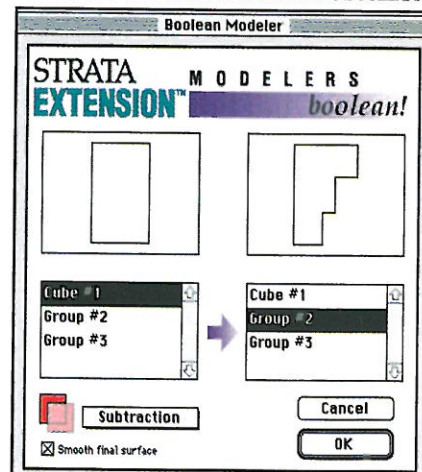 Boolean Modeler
STRATA MODELERS
EXTENSION™ boolean!
Cube #1
Group #2
Group #3
Cube #1
Group #2
Group #3
Subtraction
Cancel
Smooth final surface
OK